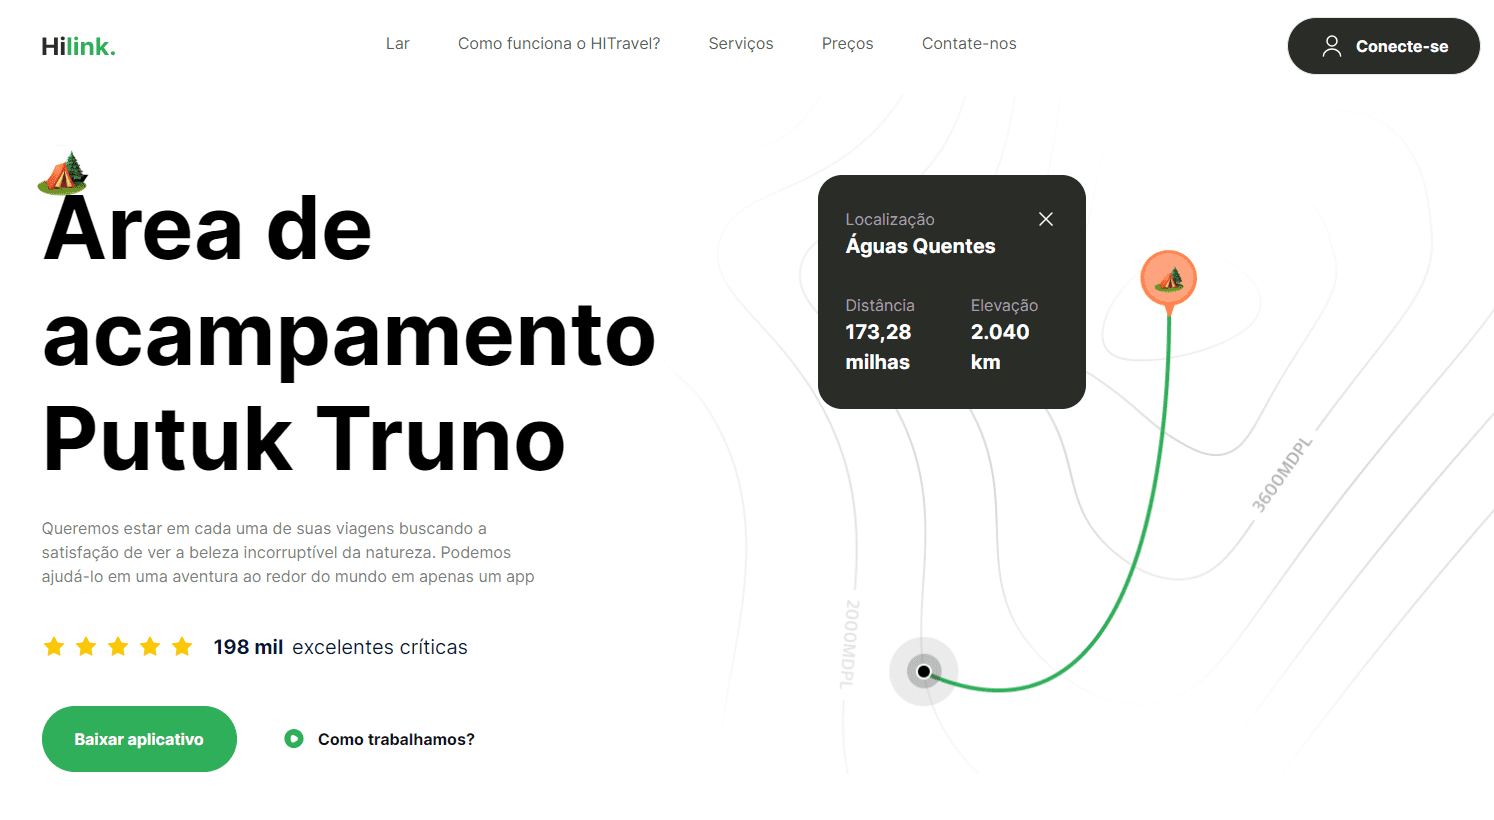 Hilink.
Lar
Como funciona o HITravel?
Serviços
Preços
Contate-nos
Conecte-se
Área de
acampamento
Putuk Truno
Queremos estar em cada uma de suas viagens buscando a
satisfação de ver a beleza incorruptível da natureza. Podemos
ajudá-lo em uma aventura ao redor do mundo em apenas um app
198 mil excelentes críticas
Baixar aplicativo
Como trabalhamos?
Localização
Águas Quentes
Distância
173,28
milhas
Elevação
2.040
km
3600MDPL
2000MDPL